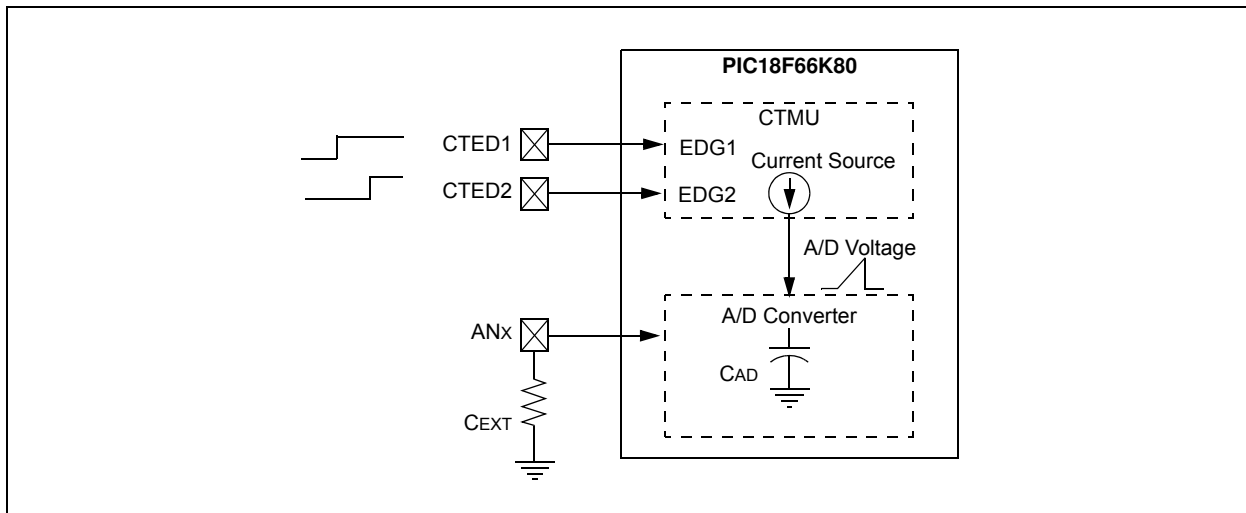 PIC18F66K80
CTMU
CTED1
EDG1
Current Source
CTED2
EDG2
A/D Voltage
A/D Converter
ANX
CAD
CEXT